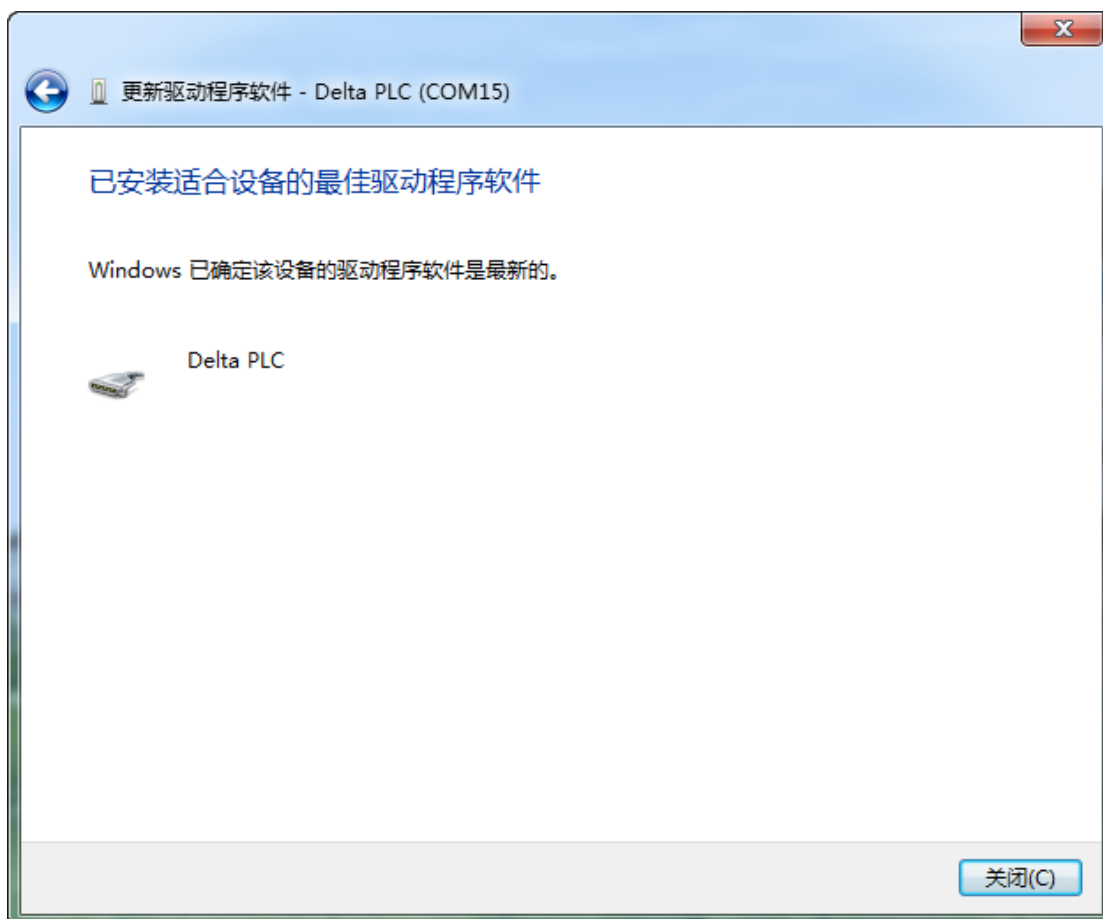 更新驱动程序软件 - Delta PLC (COM15)
已安装适合设备的最佳驱动程序软件
Windows 已确定该设备的驱动程序软件是最新的。
Delta PLC
关闭(C)